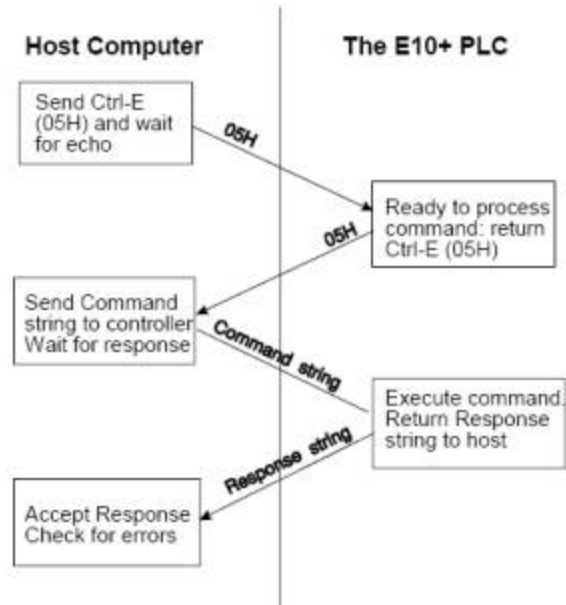 Host Computer
The E10+ PLC
Send Ctrl-E
(05H) and wait
for echo
05H
Ready to process
command: return
Ctrl-E (05H)
05H
Send Command
string to controller
Wait for response
Command string
Execute command.
Return Response
string to host
Response string
Accept Response
Check for errors